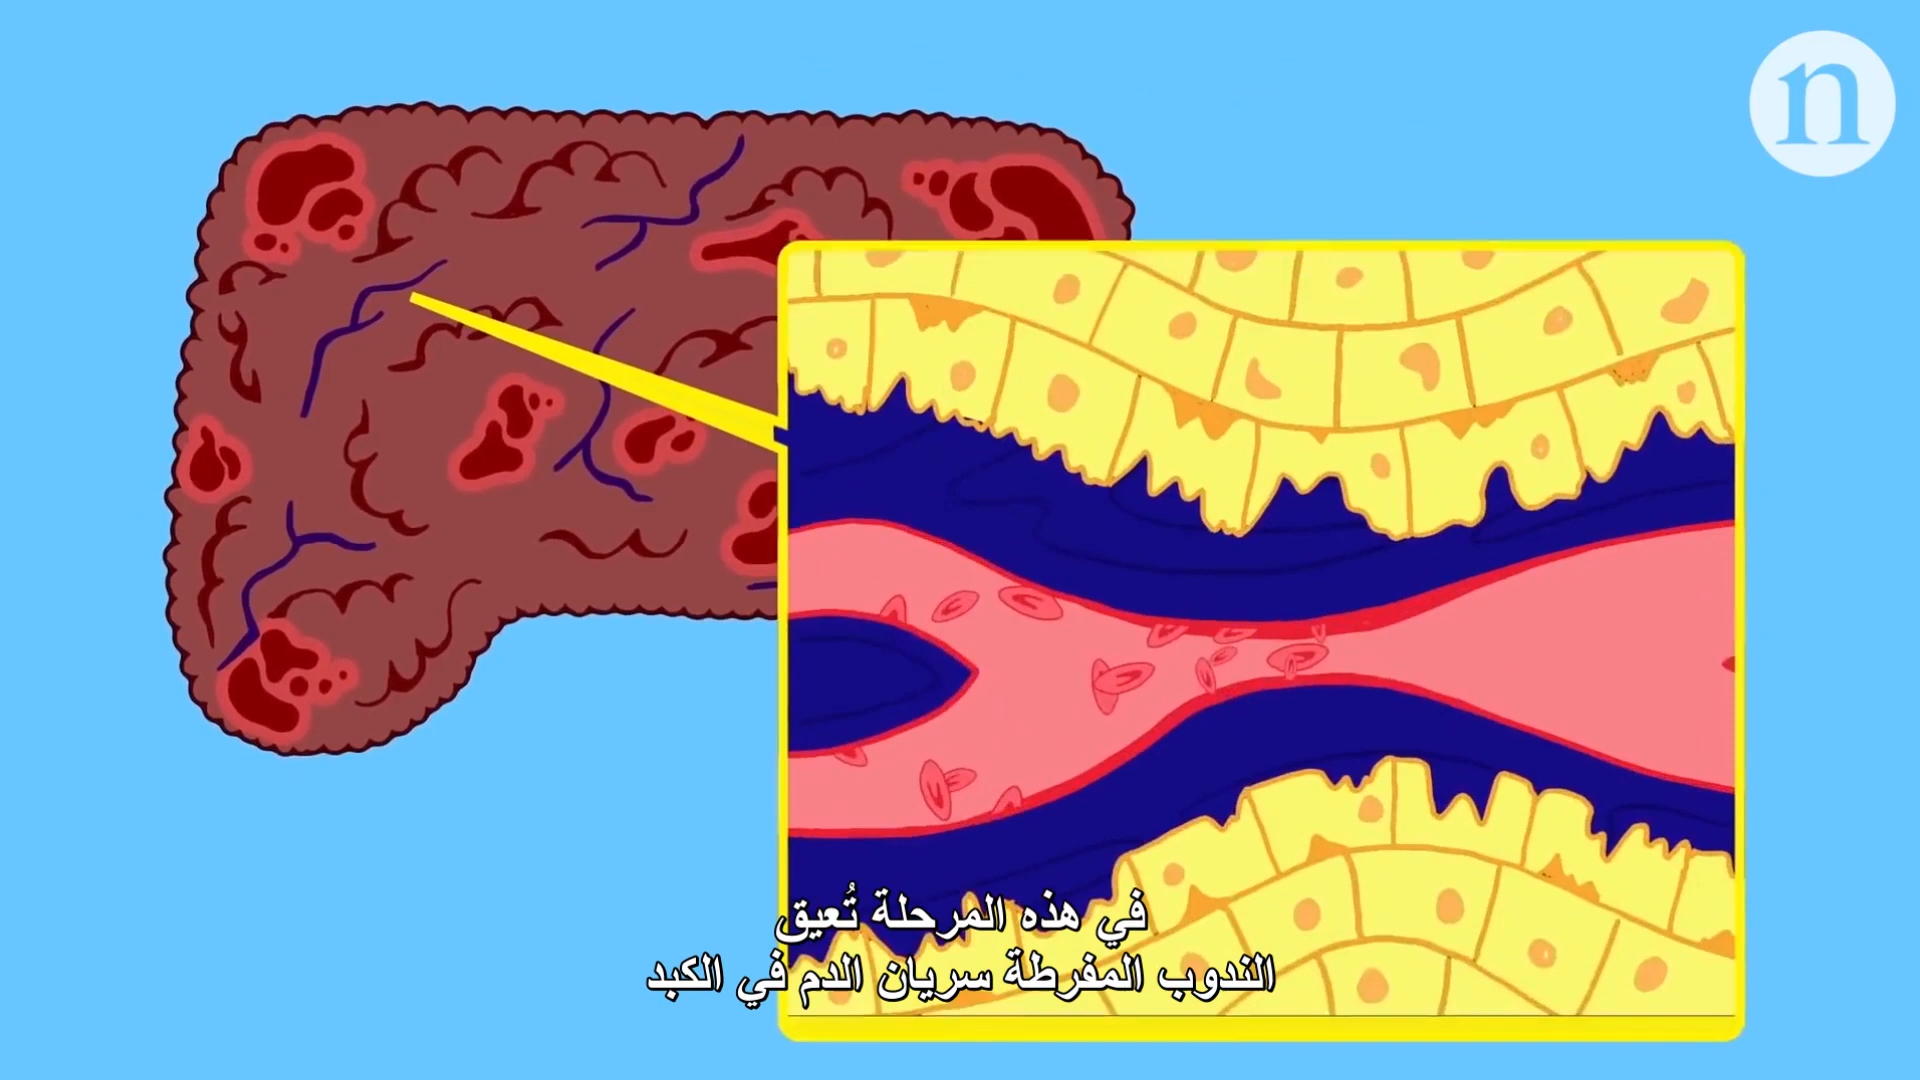 n
في هذه المرحلة تُعيق
الندوب المفرطة سريان الدم في الكبد